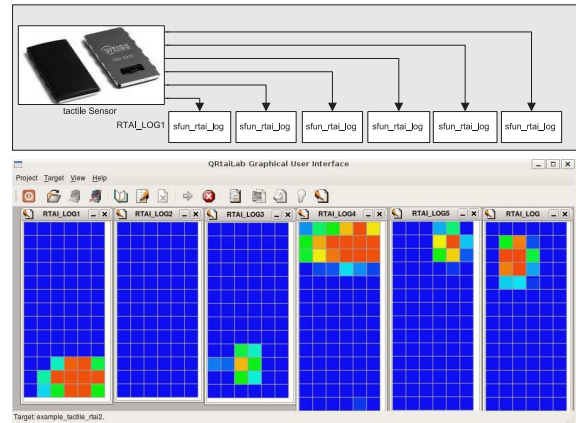 WEISS
tactile Sensor
RTAI_LOG1
sfun_rtai_log
sfun_rtai_log
sfun_rtai_log
sfun_rtai_log
sfun_rtai_log
sfun_rtai_log
QRtaiLab Graphical User Interface
Project Target View Help
RTAI_LOG1
RTAI_LOG2
RTAI_LOG3
RTAI_LOG4
RTAI_LOG5
RTAI_LOG
Target: example_tactile_rtai2.